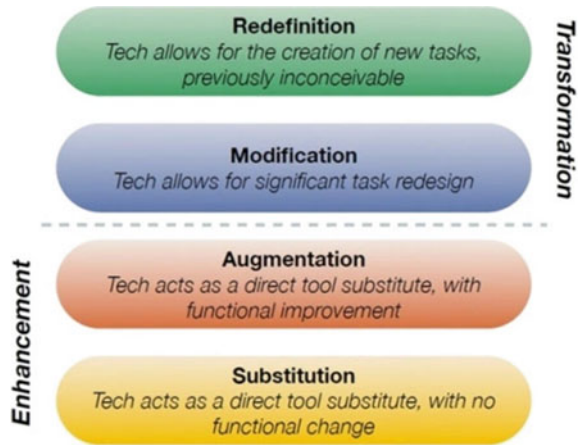 Redefinition
Tech allows for the creation of new tasks,
previously inconceivable
Modification
Tech allows for significant task redesign
Transformation
Augmentation
Tech acts as a direct tool substitute, with
functional improvement
Substitution
Tech acts as a direct tool substitute, with no
functional change
Enhancement